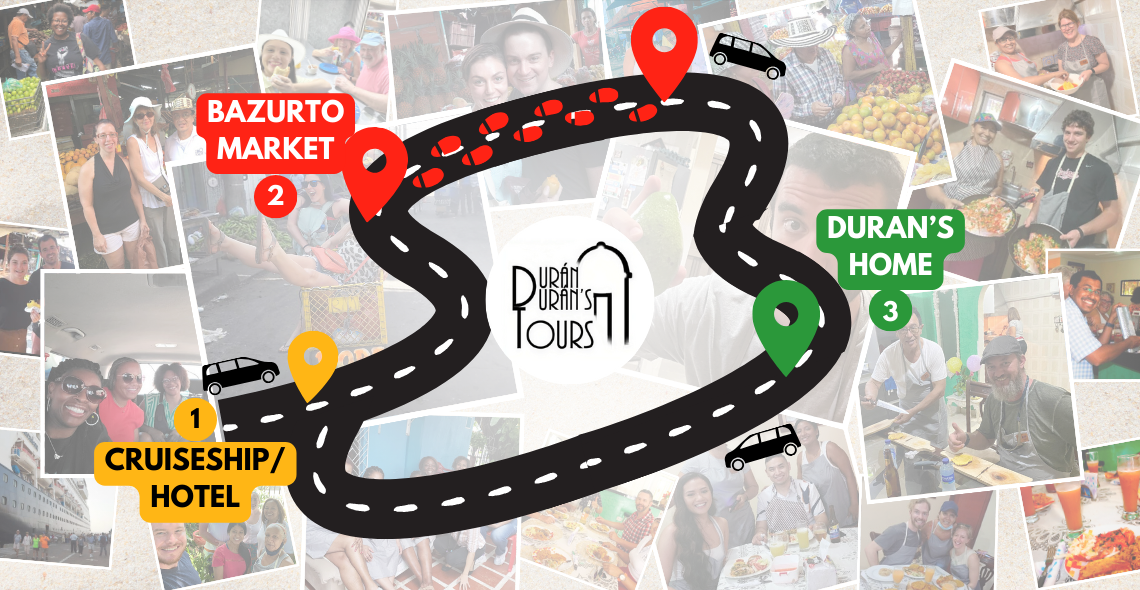 BAZURTO
MARKET
2
DURAN'S
HOME
3
DURÁN
DURAN'S
TOURS
1
CRUISESHIP/
HOTEL